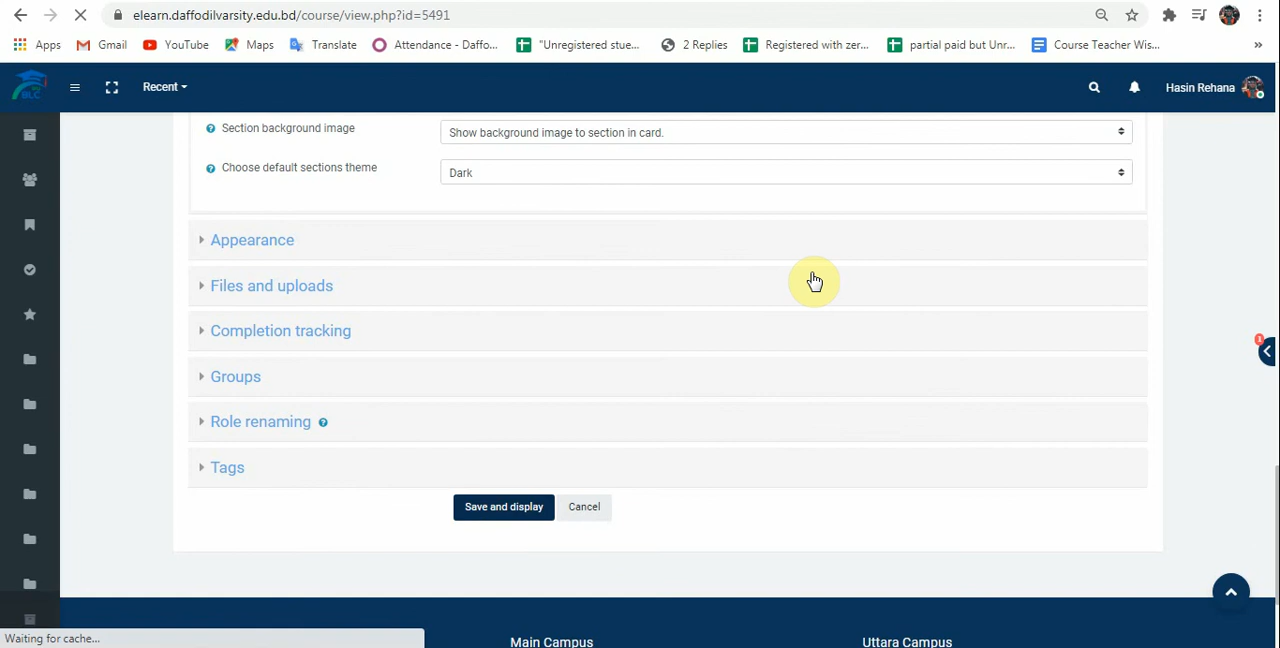 elearn.daffodilvarsity.edu.bd/course/view.php?id=5491
Apps Gmail YouTube Maps Translate Attendance - Daffo... "Unregistered stue... 2 Replies Registered with zer... partial paid but Unr... Course Teacher Wis... »
Recent Hasin Rehana
Section background image Show background image to section in card.
Choose default sections theme Dark
Appearance
Files and uploads
1
Completion tracking
Groups
Role renaming
Tags
Save and display Cancel
Waiting for cache...
Main Campus Uttara Campus